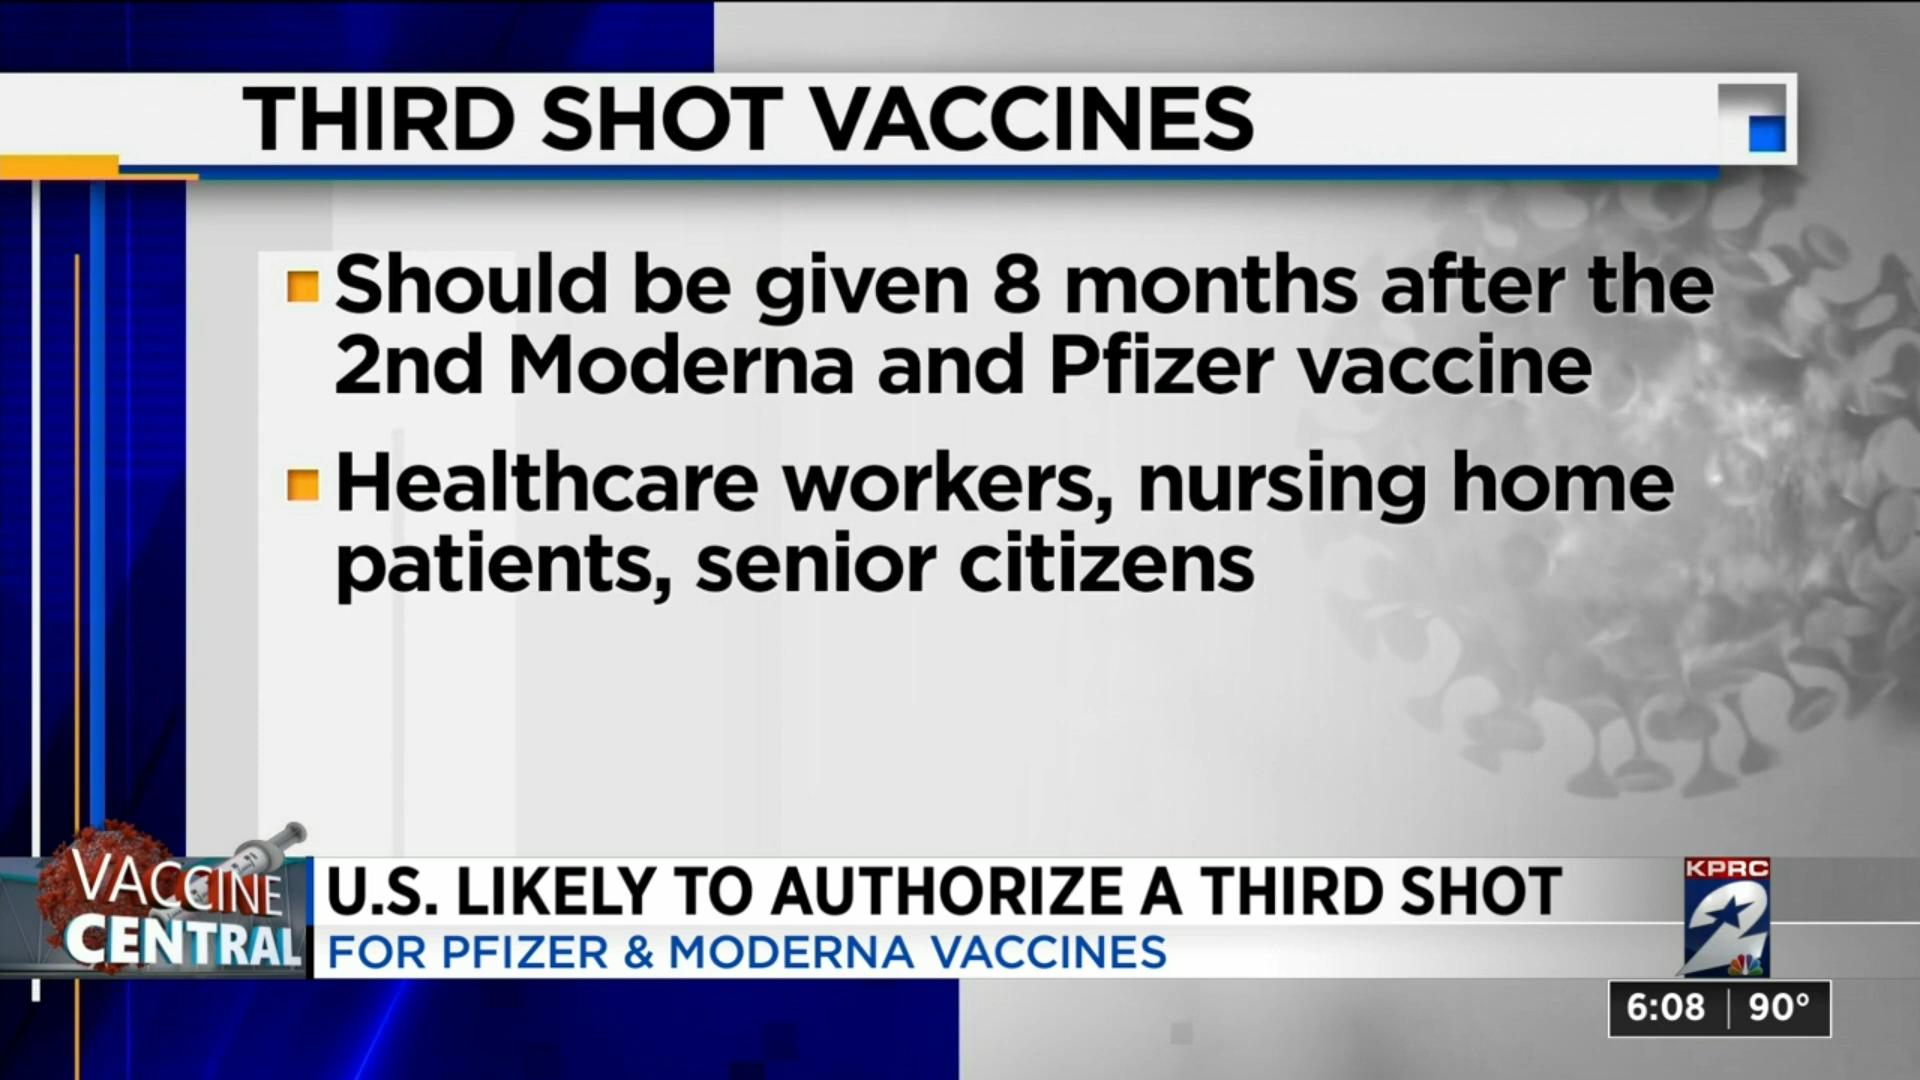 THIRD SHOT VACCINES
Should be given 8 months after the
2nd Moderna and Pfizer vaccine
Healthcare workers, nursing home
patients, senior citizens
VACCINE
CENTRAL
U.S. LIKELY TO AUTHORIZE A THIRD SHOT
FOR PFIZER & MODERNA VACCINES
KPRC
2
6:08 90°